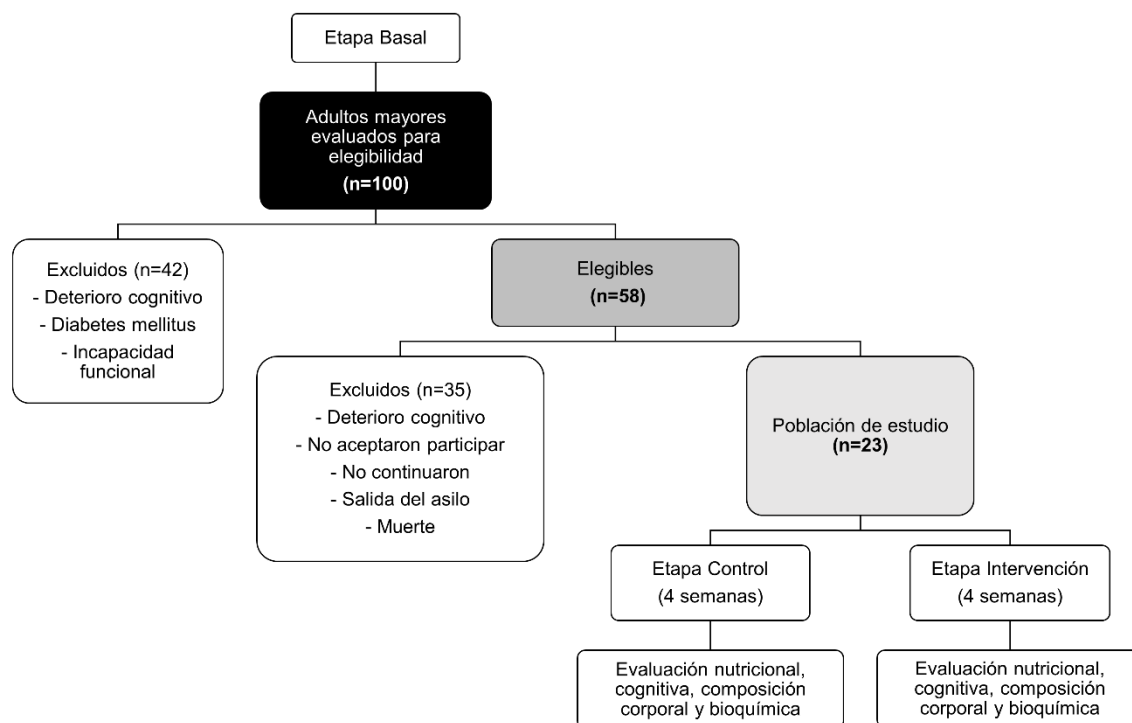 Etapa Basal
Adultos mayores
evaluados para
elegibilidad
(n=100)
Excluidos (n=42)
- Deterioro cognitivo
- Diabetes mellitus
- Incapacidad
funcional
Elegibles
(n=58)
Excluidos (n=35)
- Deterioro cognitivo
- No aceptaron participar
- No continuaron
- Salida del asilo
- Muerte
Población de estudio
(n=23)
Etapa Control
(4 semanas)
Etapa Intervención
(4 semanas)
Evaluación nutricional,
cognitiva, composición
corporal y bioquímica
Evaluación nutricional,
cognitiva, composición
corporal y bioquímica